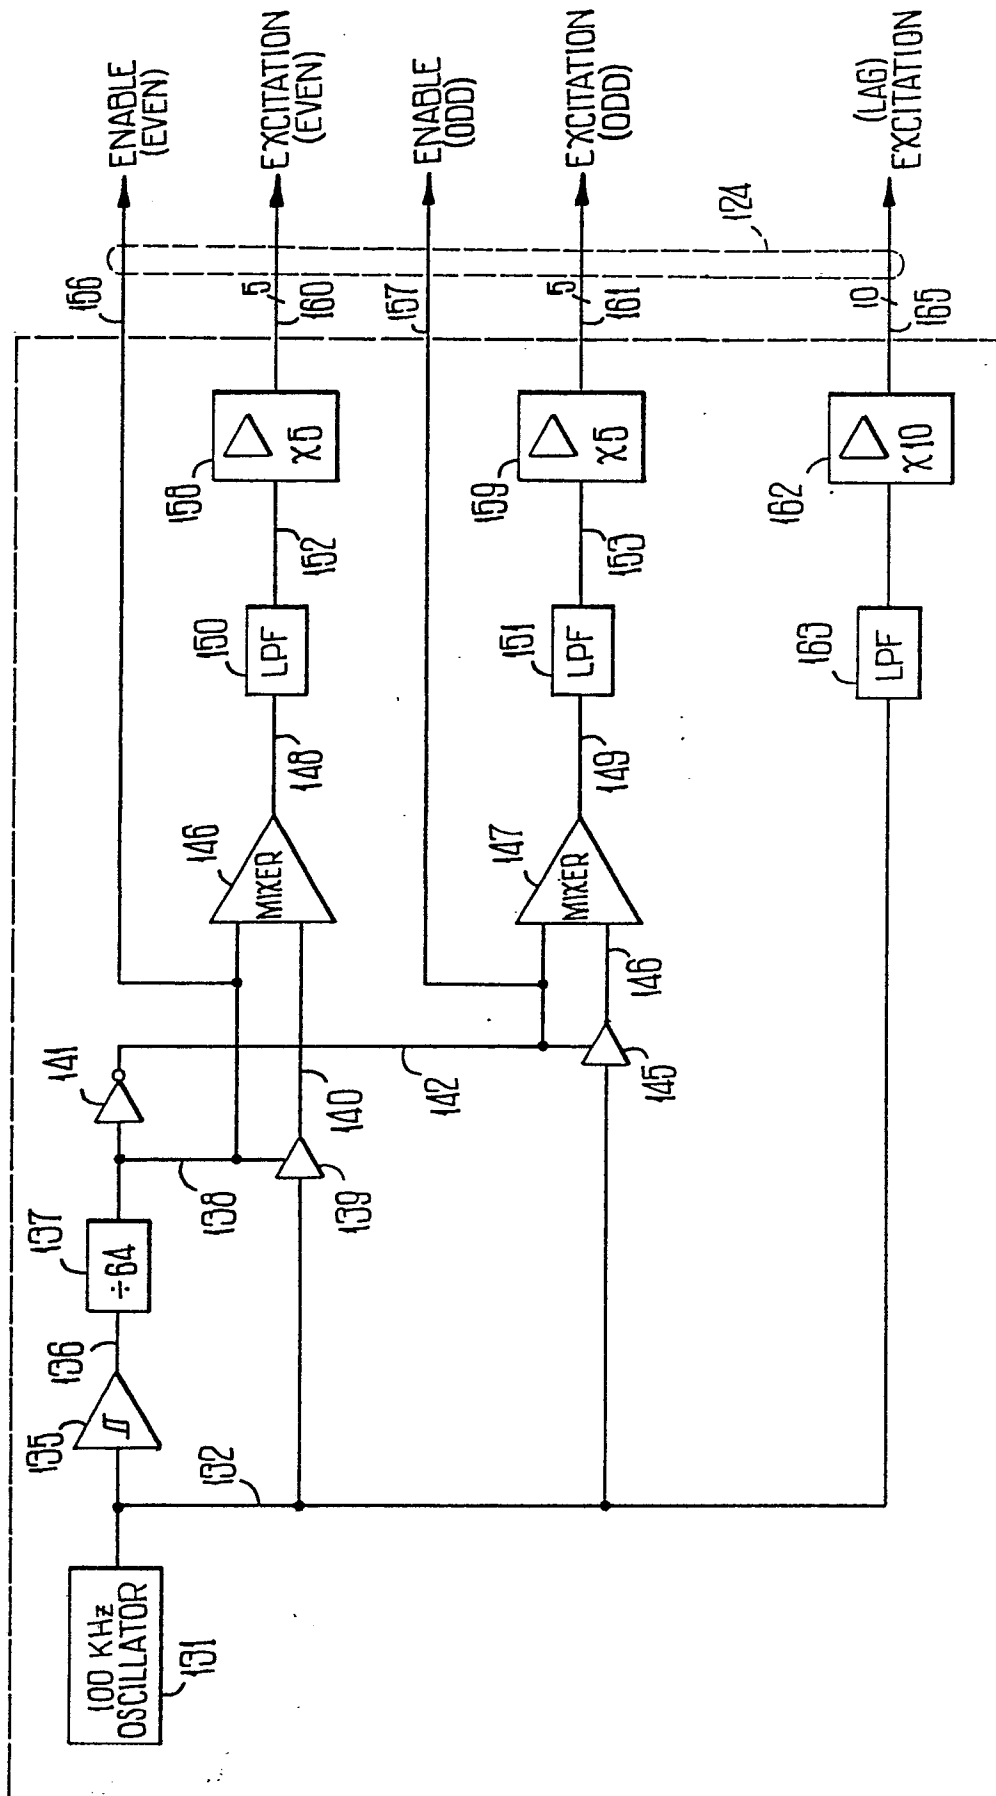 100 KHz
OSCILLATOR
131
132
135
136
137
÷64
138
139
140
141
142
145
146
146
MIXER
147
MIXER
148
149
150
LPF
151
LPF
163
LPF
152
153
158
X5
159
X5
162
X10
156
5
160
157
5
161
10
165
124
ENABLE
(EVEN)
EXCITATION
(EVEN)
ENABLE
(ODD)
EXCITATION
(ODD)
(LAG)
EXCITATION